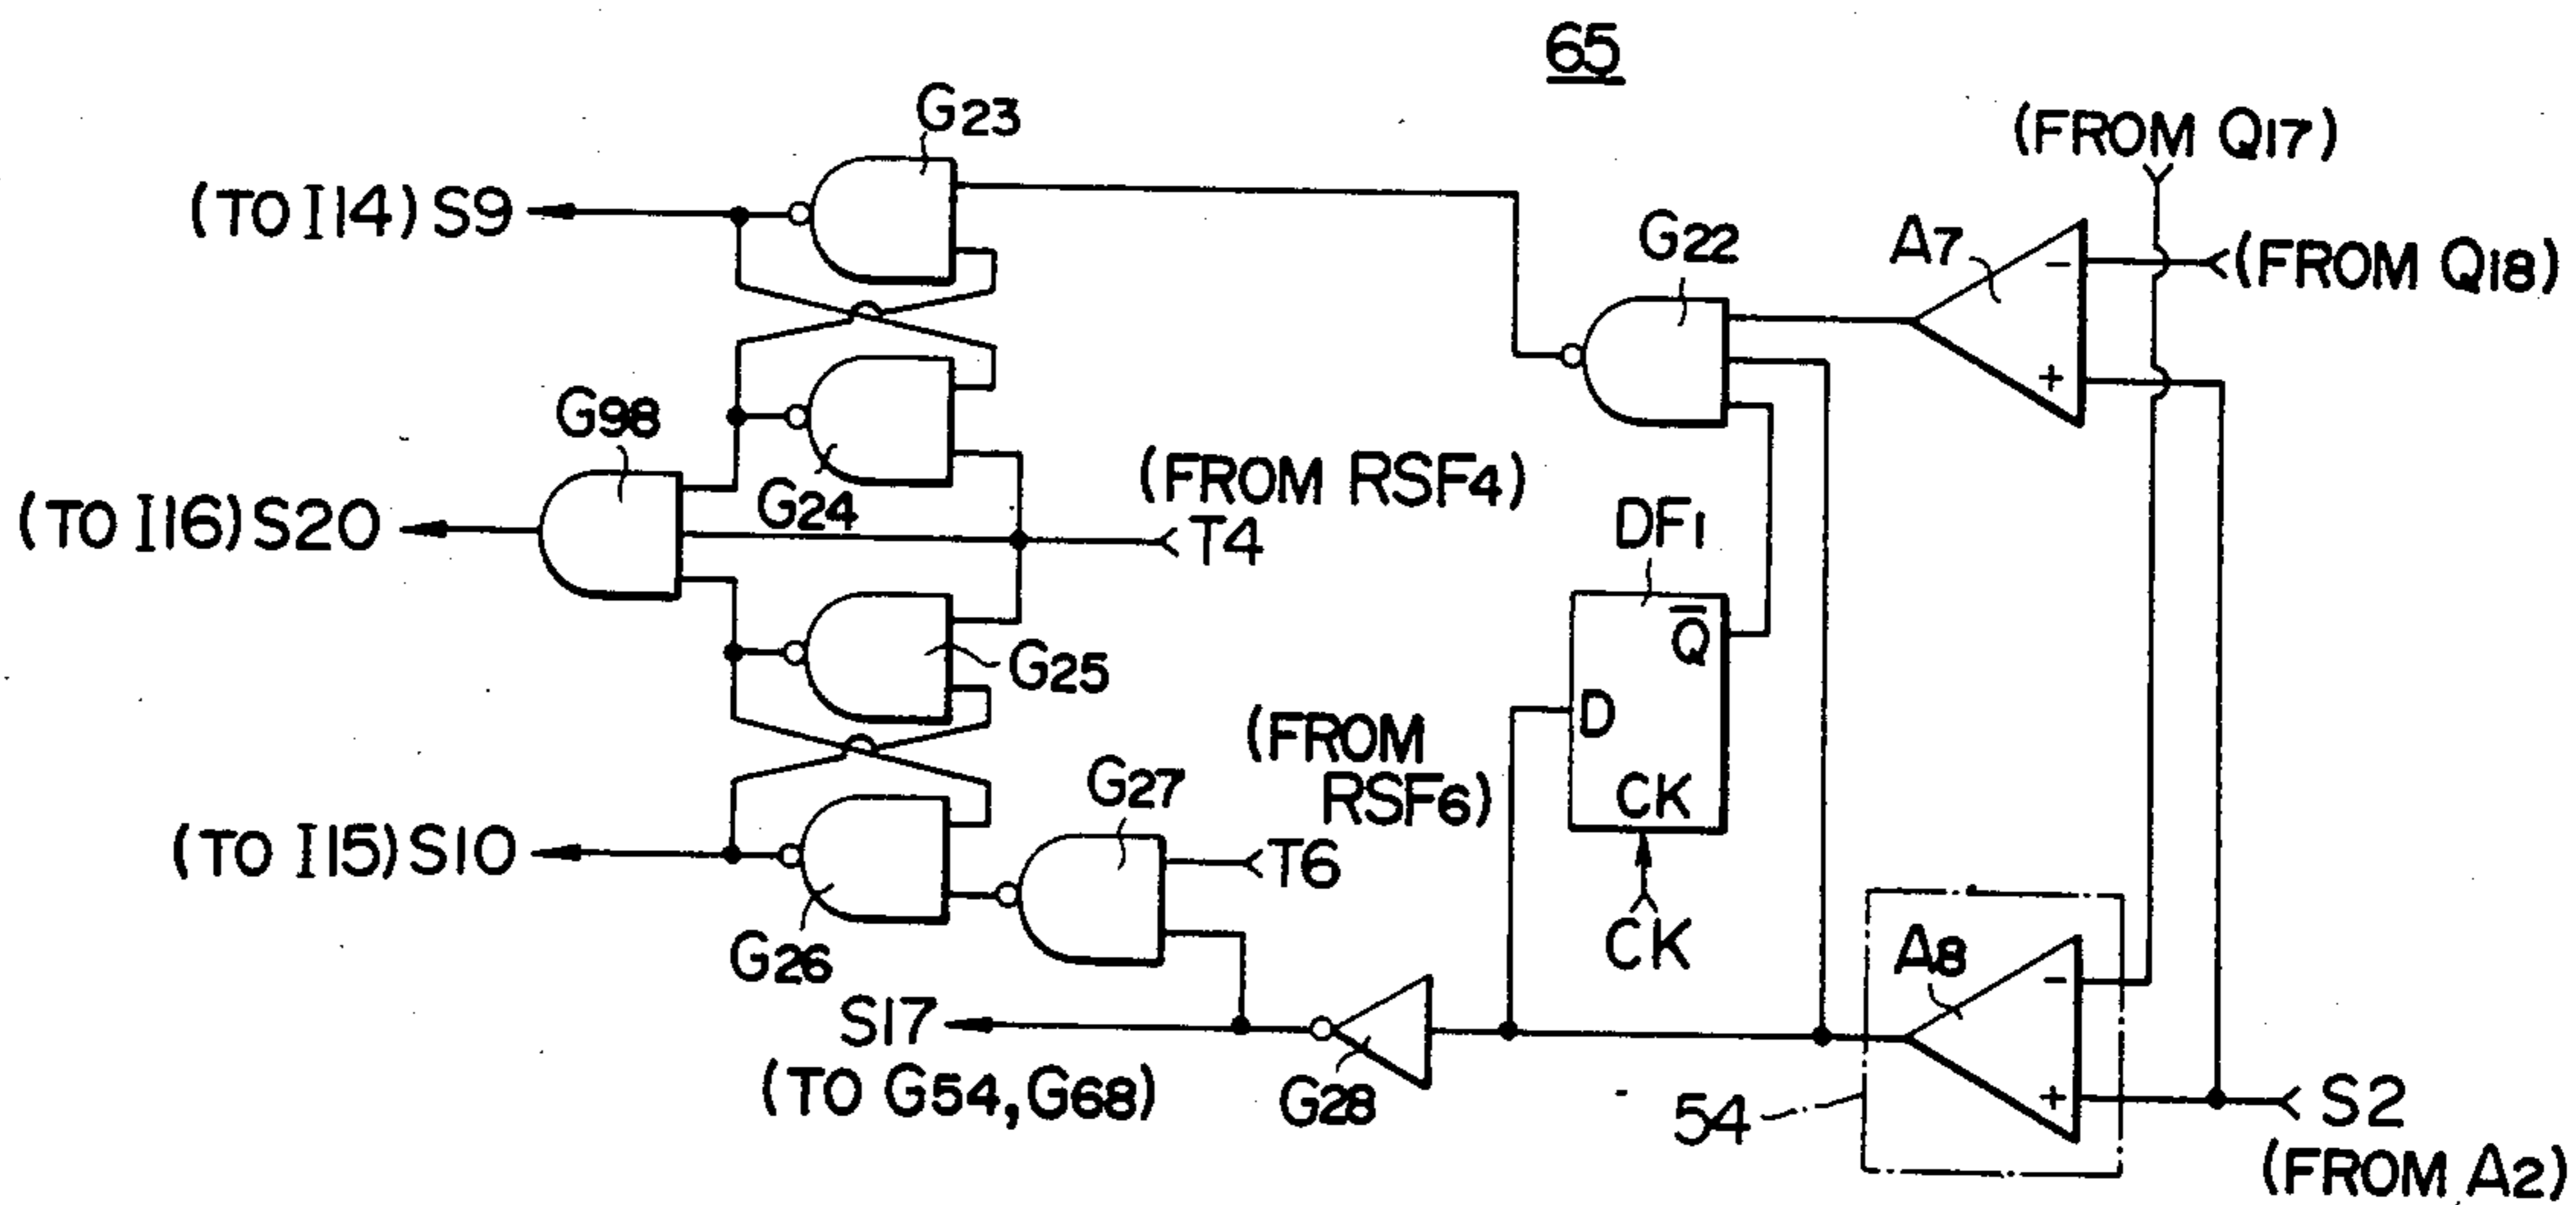 65
G23
(FROM Q17)
(TO I14) S9
G22
A7
-
(FROM Q18)
+
G98
(FROM RSF4)
G24
(TO I16) S20
T4
DF1
Q̅
G25
D
(FROM
RSF6)
G27
CK
(TO I15) S10
T6
G26
CK
A8
-
S17
(TO G54, G68)
G28
54
+
S2
(FROM A2)